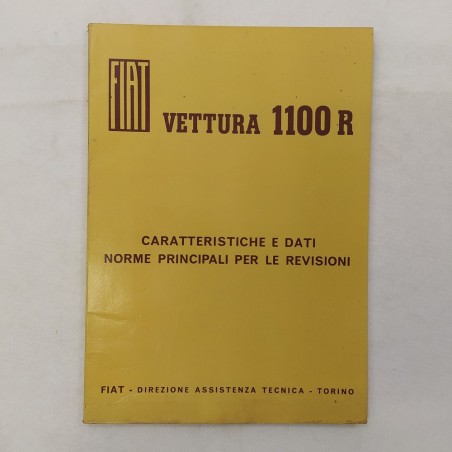 FIAT
VETTURA 1100 R
CARATTERISTICHE E DATI
NORME PRINCIPALI PER LE REVISIONI
FIAT - DIREZIONE ASSISTENZA TECNICA - TORINO